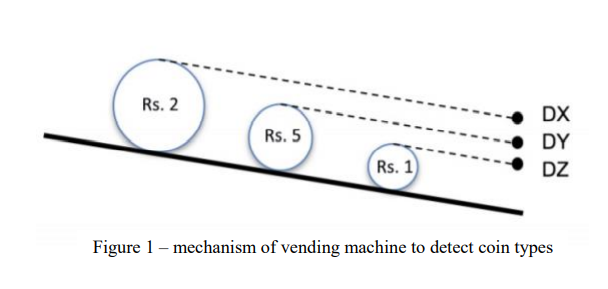 Rs. 2
Rs. 5
Rs. 1
DX
DY
DZ
Figure 1 – mechanism of vending machine to detect coin types